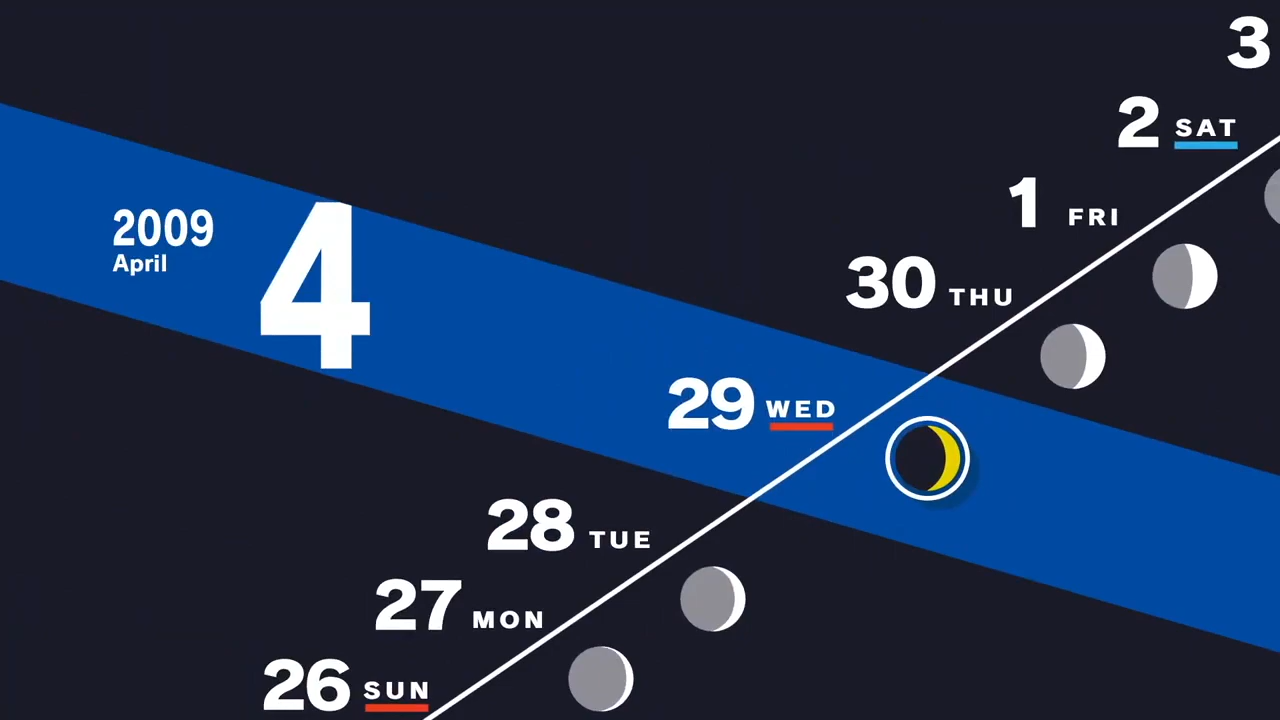 3
2 SAT
1 FRI
2009
April
4
30 THU
29 WED
28 TUE
27 MON
26 SUN